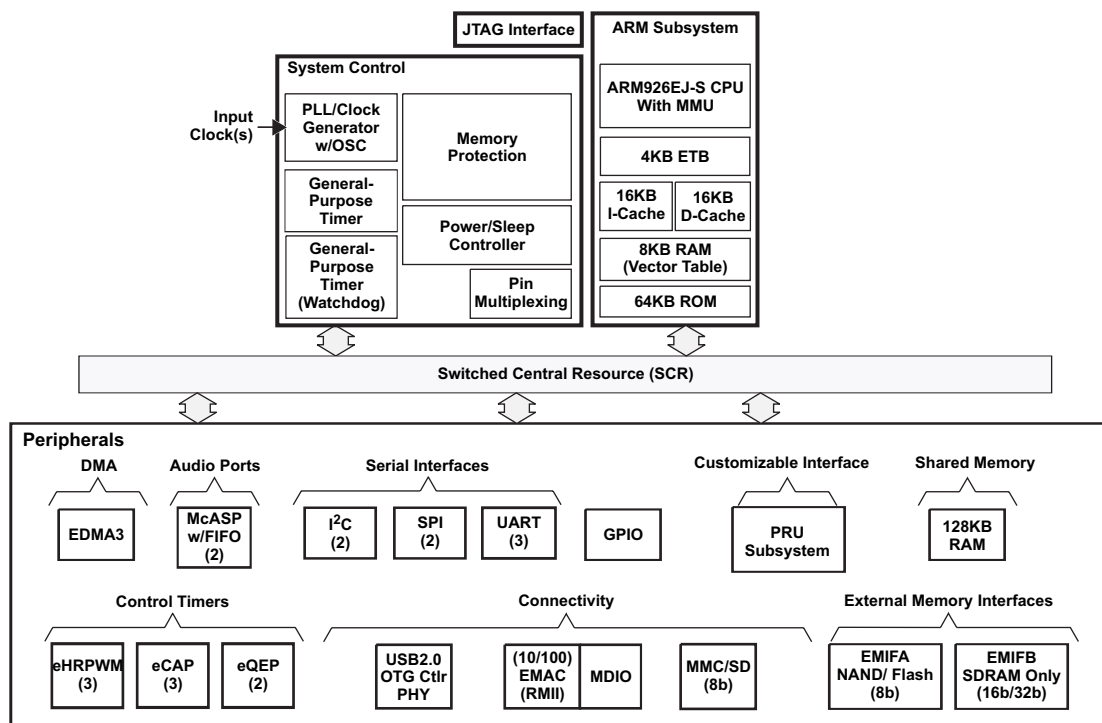 JTAG Interface
ARM Subsystem
System Control
Input
Clock(s)
PLL/Clock
Generator
w/OSC
General-
Purpose
Timer
General-
Purpose
Timer
(Watchdog)
Memory
Protection
Power/Sleep
Controller
Pin
Multiplexing
ARM926EJ-S CPU
With MMU
4KB ETB
16KB
I-Cache
16KB
D-Cache
8KB RAM
(Vector Table)
64KB ROM
Switched Central Resource (SCR)
Peripherals
DMA
EDMA3
Audio Ports
McASP
w/FIFO
(2)
Serial Interfaces
I²C
(2)
SPI
(2)
UART
(3)
GPIO
Customizable Interface
PRU
Subsystem
Shared Memory
128KB
RAM
Control Timers
eHRPWM
(3)
eCAP
(3)
eQEP
(2)
Connectivity
USB2.0
OTG Ctlr
PHY
(10/100)
EMAC
(RMII)
MDIO
MMC/SD
(8b)
External Memory Interfaces
EMIFA
NAND/ Flash
(8b)
EMIFB
SDRAM Only
(16b/32b)